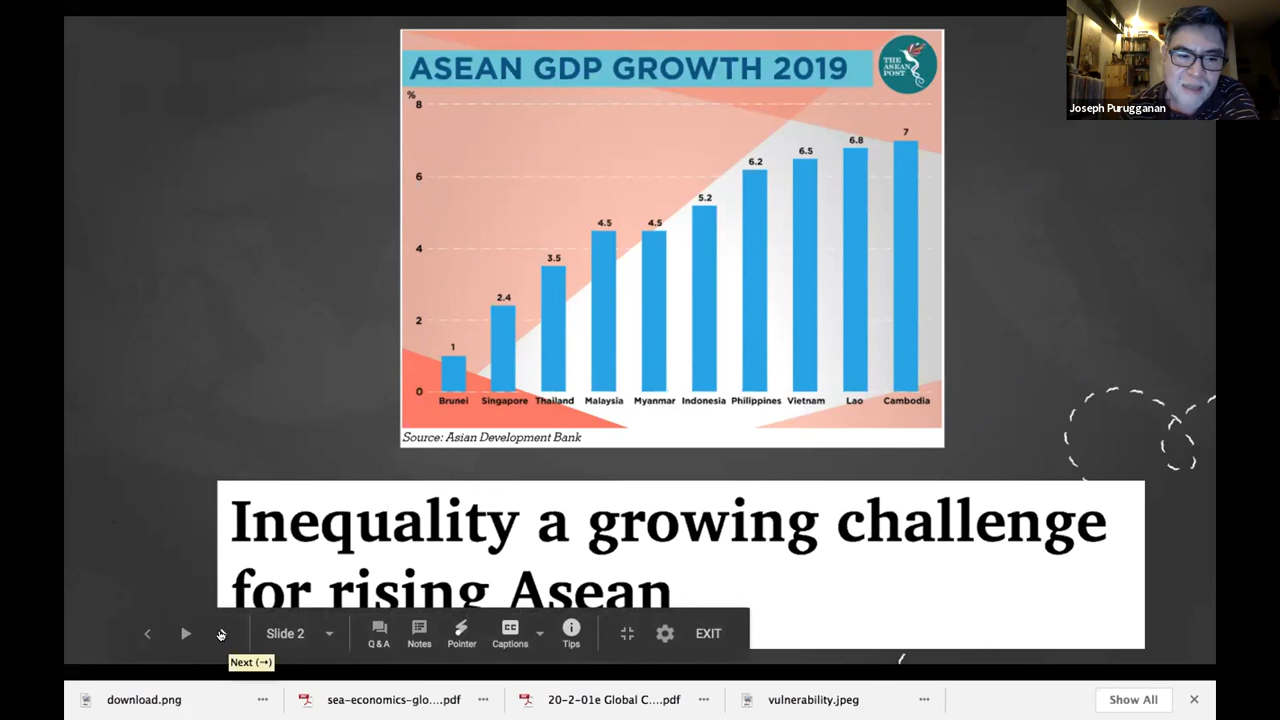 ASEAN GDP GROWTH 2019
THE
ASEAN
POST
Joseph Purugganan
%
8
6
4
2
0
1
2.4
3.5
4.5
4.5
5.2
6.2
6.5
6.8
7
Brunei Singapore Thailand Malaysia Myanmar Indonesia Philippines Vietnam Lao Cambodia
Source: Asian Development Bank
Inequality a growing challenge
for rising Asean
Slide 2
Q & A
Notes
Pointer
CC
Captions
Tips
EXIT
Next (→)
download.png
sea-economics-glo....pdf
20-2-01e Global C....pdf
vulnerability.jpeg
Show All